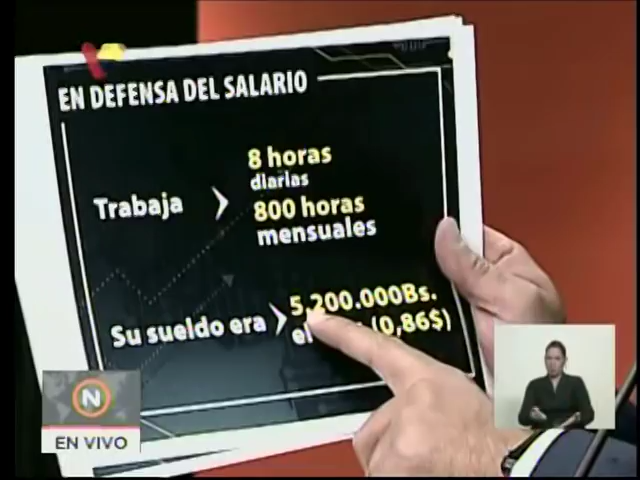 EN DEFENSA DEL SALARIO
8 horas
diarias
Trabaja
800 horas
mensuales
5.200.000Bs.
Su sueldo era
(0,86$)
N
EN VIVO